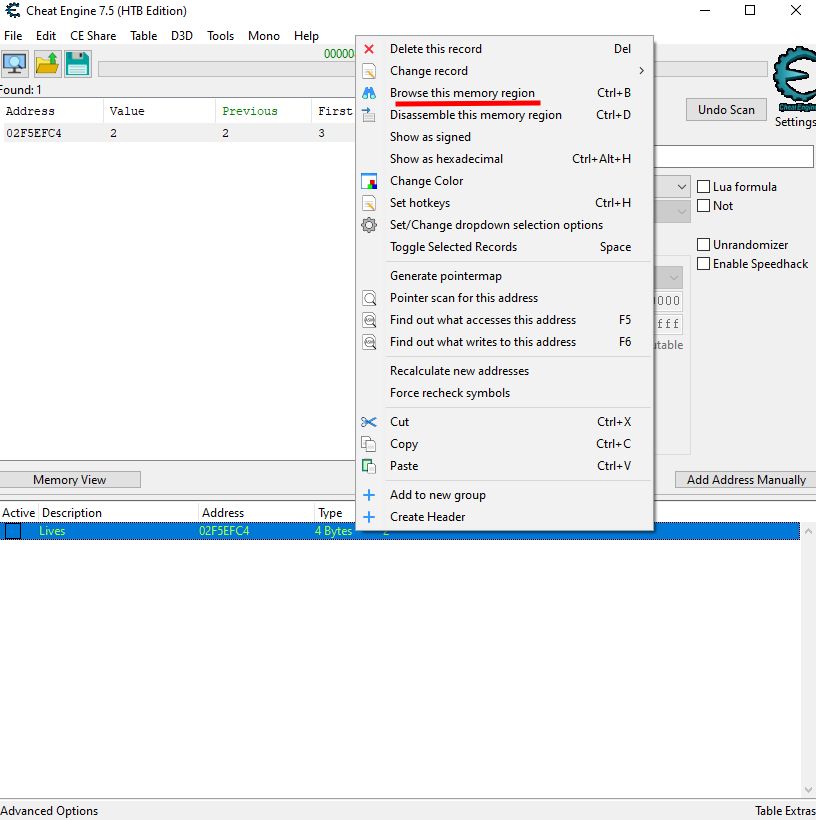 Cheat Engine 7.5 (HTB Edition)
File Edit CE Share Table D3D Tools Mono Help
Found: 1
Address Value Previous First
02F5EFC4 2 2 3
Undo Scan
Cheat Engine
Settings
Lua formula
Not
Unrandomizer
Enable Speedhack
Delete this record Del
Change record
Browse this memory region Ctrl+B
Disassemble this memory region Ctrl+D
Show as signed
Show as hexadecimal Ctrl+Alt+H
Change Color
Set hotkeys Ctrl+H
Set/Change dropdown selection options
Toggle Selected Records Space
Generate pointermap
Pointer scan for this address
Find out what accesses this address F5
Find out what writes to this address F6
Recalculate new addresses
Force recheck symbols
Cut Ctrl+X
Copy Ctrl+C
Paste Ctrl+V
Add to new group
Create Header
Memory View
Add Address Manually
Active Description Address Type
Lives 02F5EFC4 4 Bytes 2
Advanced Options
Table Extras